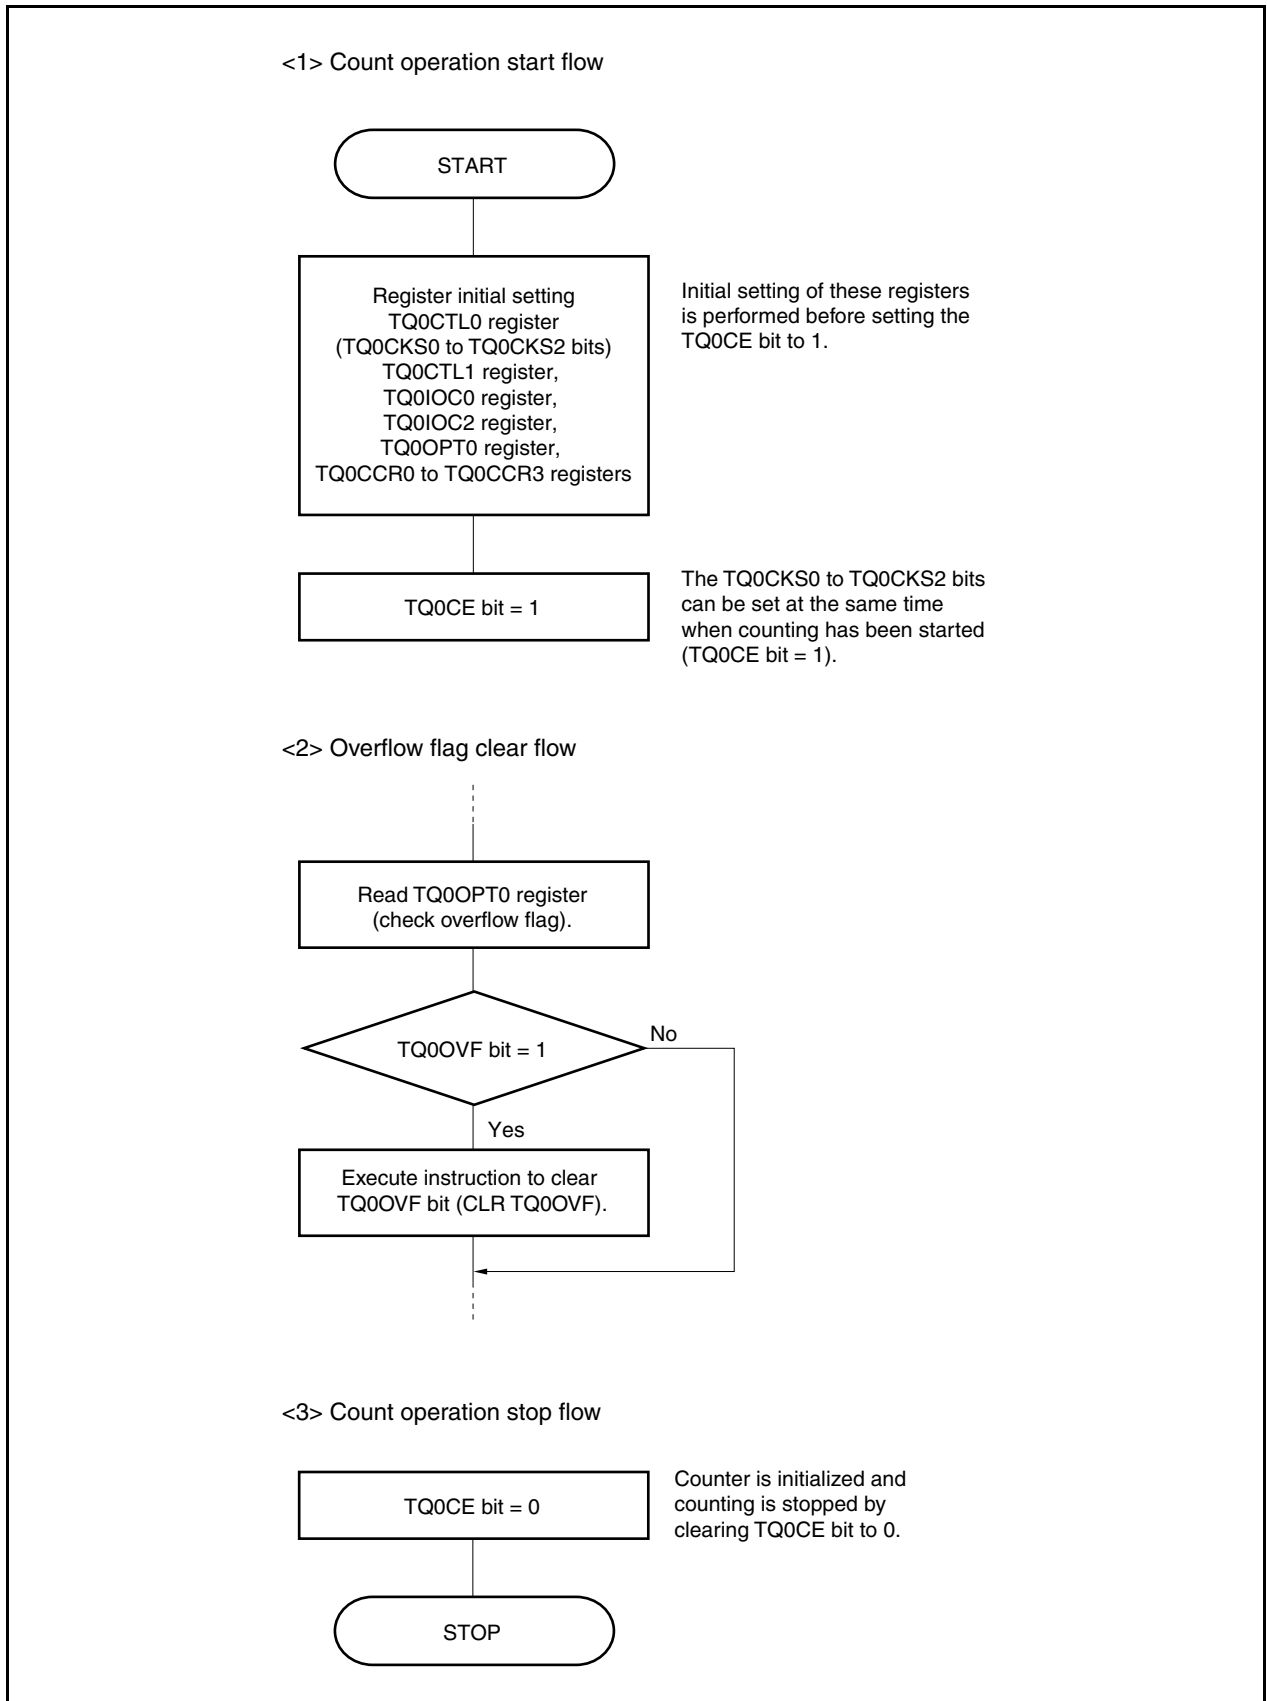 <1> Count operation start flow
START
Register initial setting
TQ0CTL0 register
(TQ0CKS0 to TQ0CKS2 bits)
TQ0CTL1 register,
TQ0IOC0 register,
TQ0IOC2 register,
TQ0OPT0 register,
TQ0CCR0 to TQ0CCR3 registers
Initial setting of these registers
is performed before setting the
TQ0CE bit to 1.
TQ0CE bit = 1
The TQ0CKS0 to TQ0CKS2 bits
can be set at the same time
when counting has been started
(TQ0CE bit = 1).
<2> Overflow flag clear flow
Read TQ0OPT0 register
(check overflow flag).
TQ0OVF bit = 1
No
Yes
Execute instruction to clear
TQ0OVF bit (CLR TQ0OVF).
<3> Count operation stop flow
TQ0CE bit = 0
Counter is initialized and
counting is stopped by
clearing TQ0CE bit to 0.
STOP